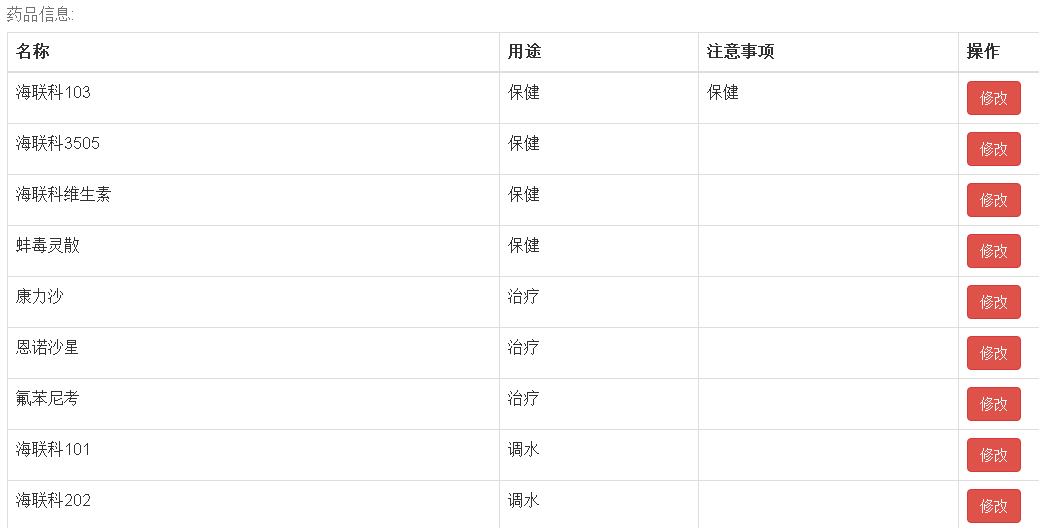 药品信息:
名称 用途 注意事项 操作
海联科103 保健 保健 修改
海联科3505 保健 修改
海联科维生素 保健 修改
蚌毒灵散 保健 修改
康力沙 治疗 修改
恩诺沙星 治疗 修改
氟苯尼考 治疗 修改
海联科101 调水 修改
海联科202 调水 修改